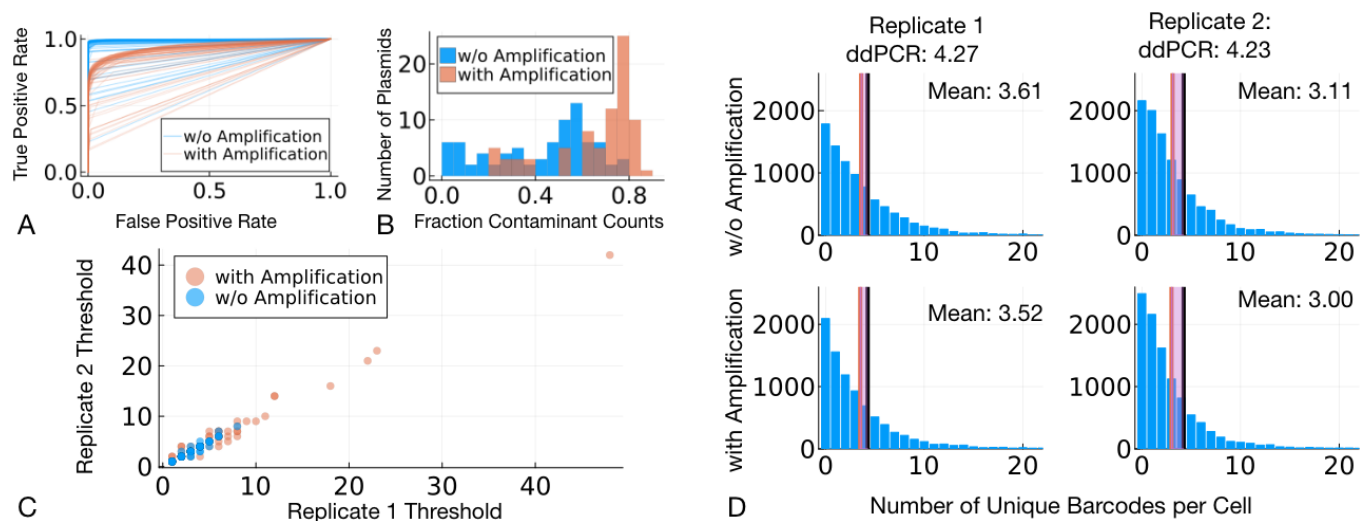 True Positive Rate
1.0
0.5
0.0
0.0
0.5
1.0
w/o Amplification
with Amplification
False Positive Rate
A
Number of Plasmids
20
10
0
0.0
0.4
0.8
w/o Amplification
with Amplification
Fraction Contaminant Counts
B
Replicate 2 Threshold
40
30
20
10
0
0
10
20
30
40
with Amplification
w/o Amplification
Replicate 1 Threshold
C
Replicate 1
ddPCR: 4.27
Replicate 2:
ddPCR: 4.23
w/o Amplification
2000
1000
0
Mean: 3.61
0
10
20
2000
1000
0
Mean: 3.11
0
10
20
with Amplification
2000
1000
0
Mean: 3.52
0
10
20
2000
1000
0
Mean: 3.00
0
10
20
D
Number of Unique Barcodes per Cell